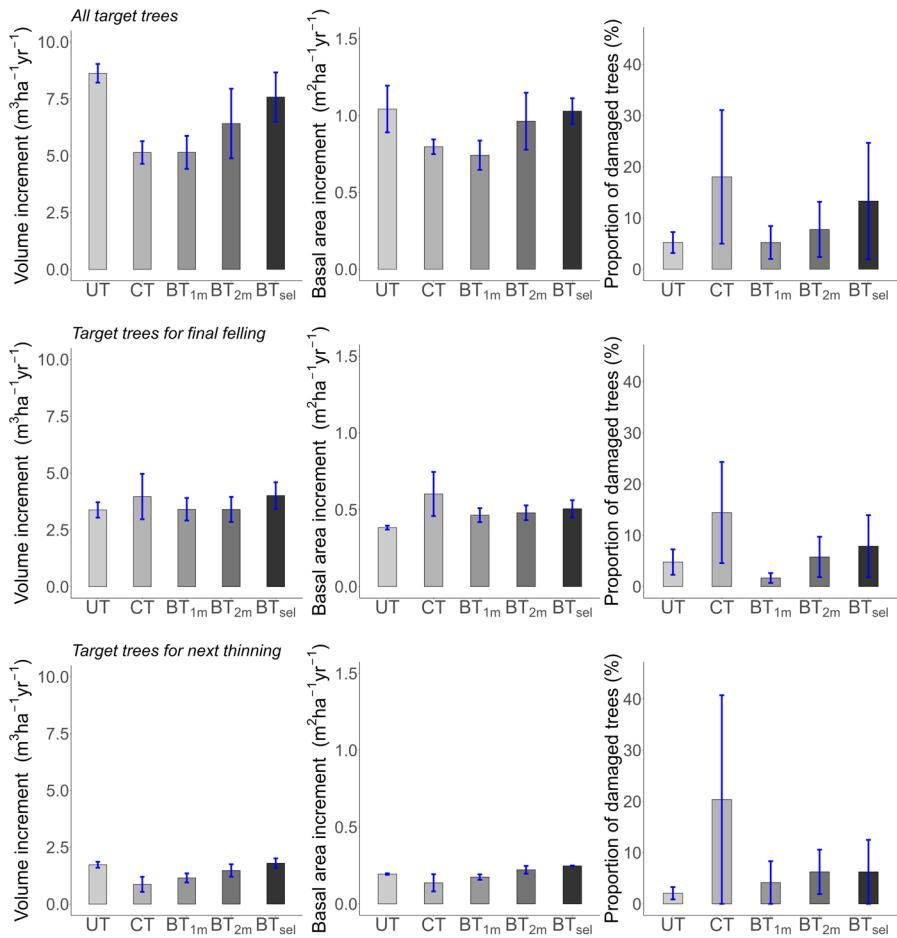 All target trees
Volume increment (m³ha⁻¹yr⁻¹)
10.0
7.5
5.0
2.5
0.0
UT CT BT1m BT2m BTsel
Basal area increment (m²ha⁻¹yr⁻¹)
1.5
1.0
0.5
0.0
UT CT BT1m BT2m BTsel
Proportion of damaged trees (%)
40
30
20
10
0
UT CT BT1m BT2m BTsel
Target trees for final felling
Volume increment (m³ha⁻¹yr⁻¹)
10.0
7.5
5.0
2.5
0.0
UT CT BT1m BT2m BTsel
Basal area increment (m²ha⁻¹yr⁻¹)
1.5
1.0
0.5
0.0
UT CT BT1m BT2m BTsel
Proportion of damaged trees (%)
40
30
20
10
0
UT CT BT1m BT2m BTsel
Target trees for next thinning
Volume increment (m³ha⁻¹yr⁻¹)
10.0
7.5
5.0
2.5
0.0
UT CT BT1m BT2m BTsel
Basal area increment (m²ha⁻¹yr⁻¹)
1.5
1.0
0.5
0.0
UT CT BT1m BT2m BTsel
Proportion of damaged trees (%)
40
30
20
10
0
UT CT BT1m BT2m BTsel